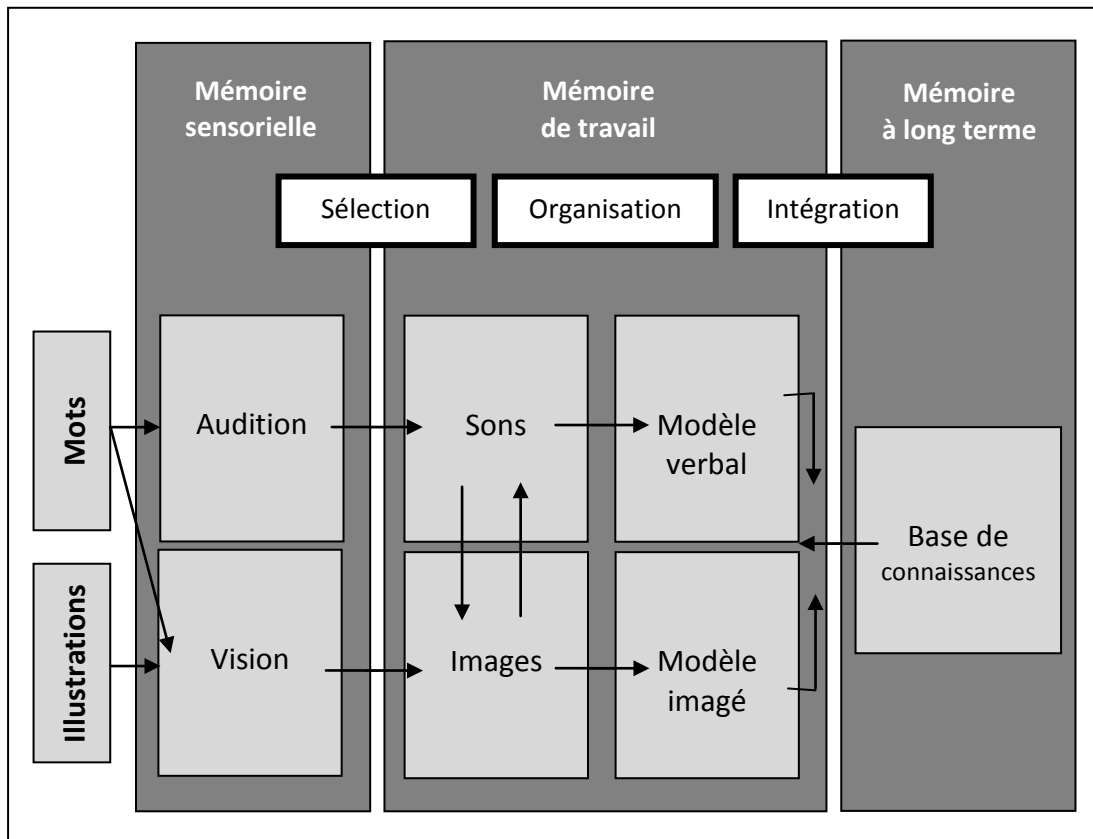 Mémoire
sensorielle
Mémoire
de travail
Mémoire
à long terme
Sélection
Organisation
Intégration
Mots
Audition
Sons
Modèle
verbal
Base de
connaissances
Illustrations
Vision
Images
Modèle
imagé